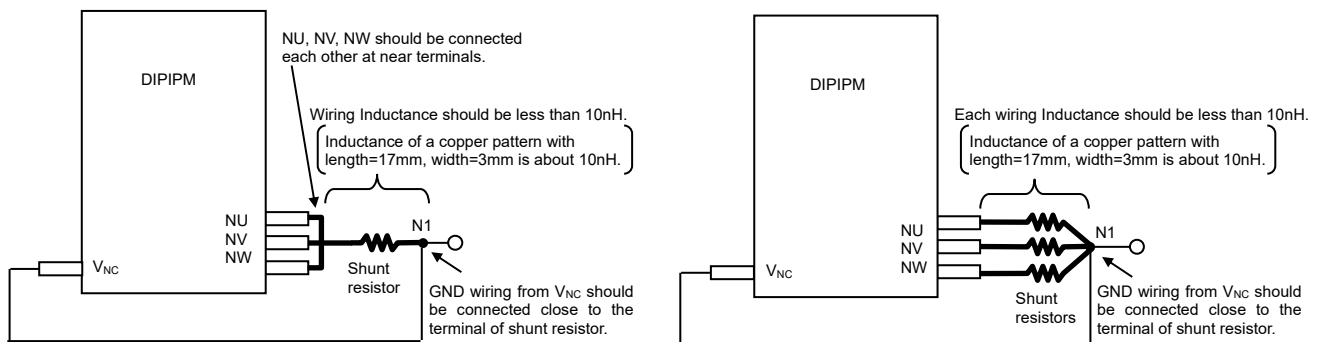 NU, NV, NW should be connected
each other at near terminals.
DIPIPM
Wiring Inductance should be less than 10nH.
Inductance of a copper pattern with
length=17mm, width=3mm is about 10nH.
NU
NV
NW
N1
VNC
Shunt
resistor
GND wiring from VNC should
be connected close to the
terminal of shunt resistor.
DIPIPM
Each wiring Inductance should be less than 10nH.
Inductance of a copper pattern with
length=17mm, width=3mm is about 10nH.
NU
NV
NW
N1
VNC
Shunt
resistors
GND wiring from VNC should
be connected close to the
terminal of shunt resistor.